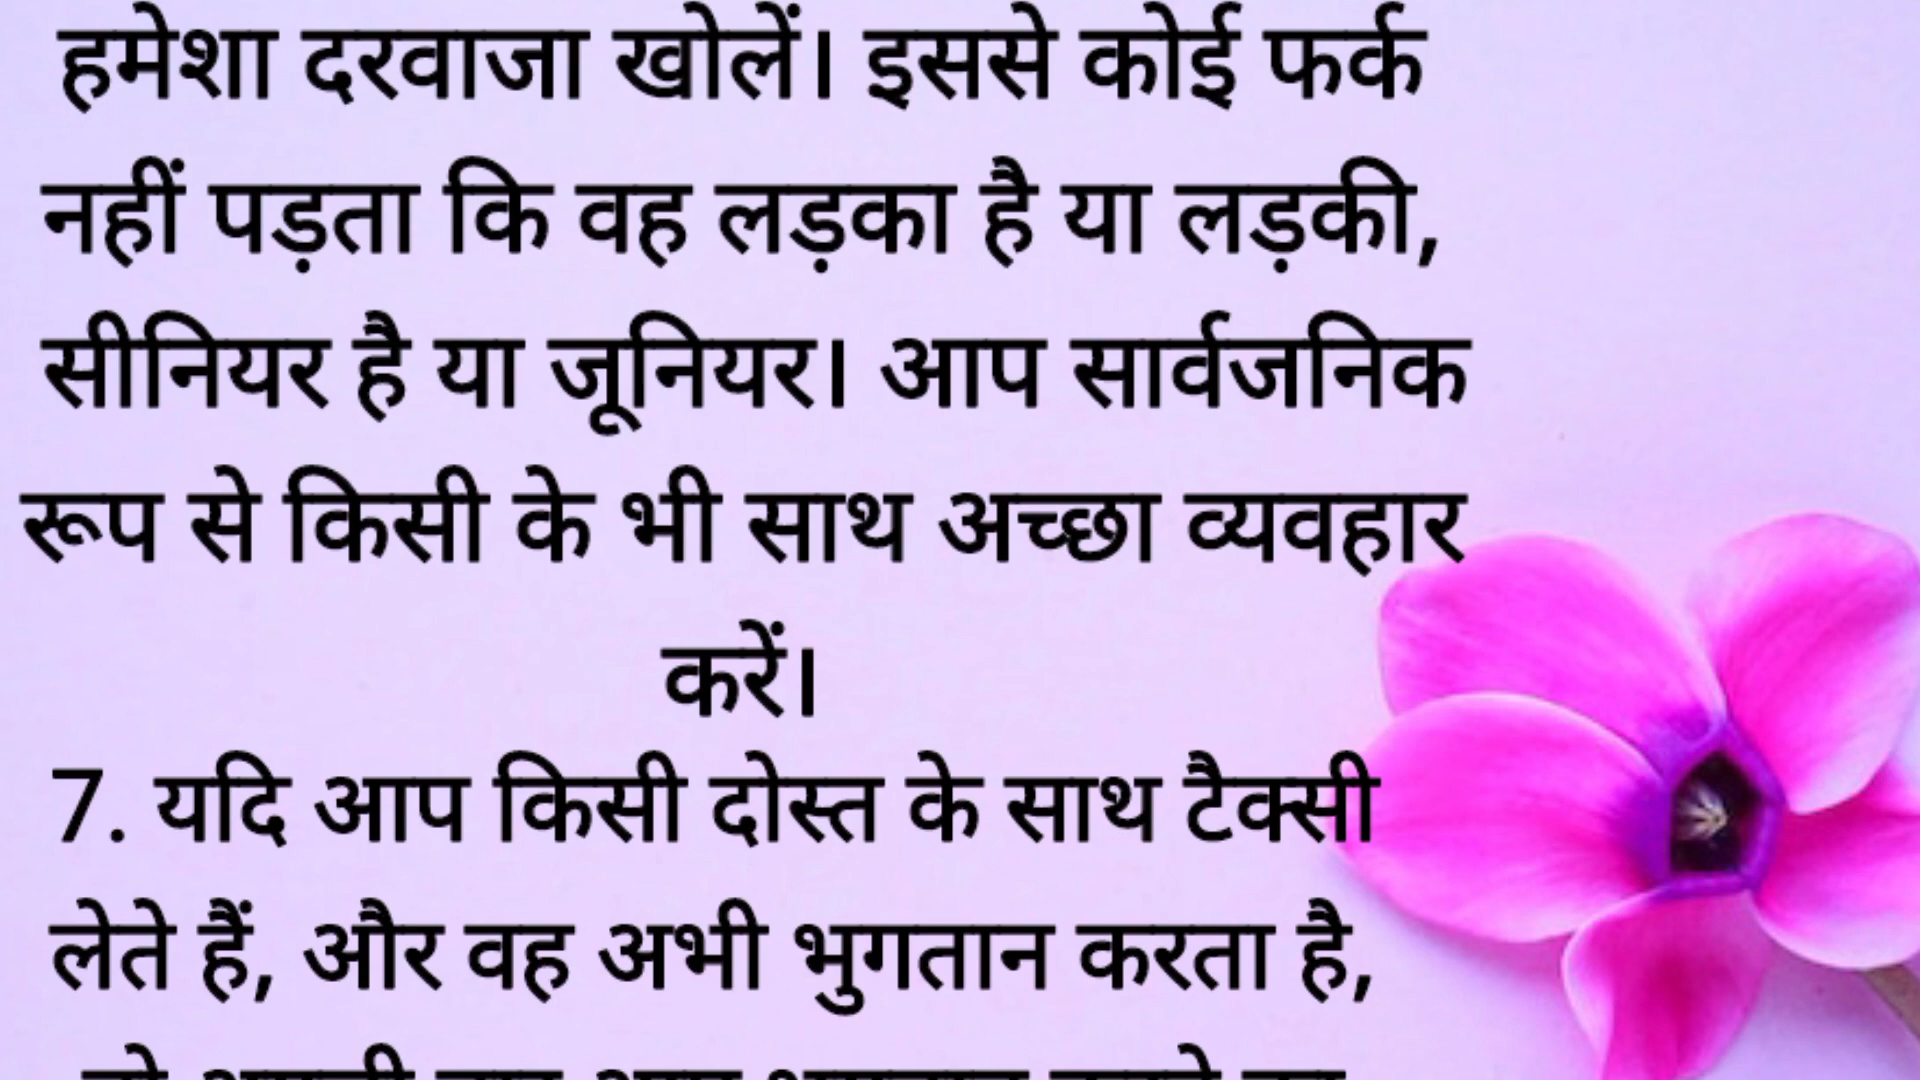 हमेशा दरवाजा खोलें। इससे कोई फर्क
नहीं पड़ता कि वह लड़का है या लड़की,
सीनियर है या जूनियर। आप सार्वजनिक
रूप से किसी के भी साथ अच्छा व्यवहार
करें।
7. यदि आप किसी दोस्त के साथ टैक्सी
लेते हैं, और वह अभी भुगतान करता है,